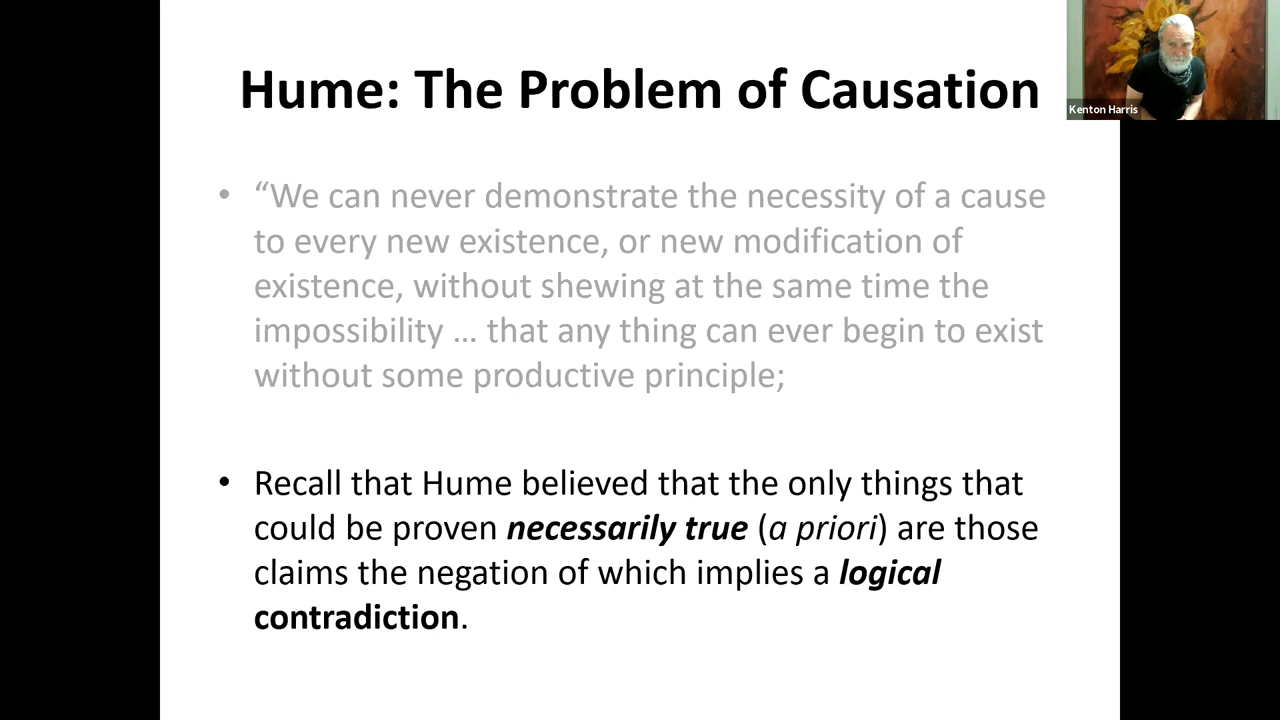 Hume: The Problem of Causation
Kenton Harris
• “We can never demonstrate the necessity of a cause
to every new existence, or new modification of
existence, without shewing at the same time the
impossibility … that any thing can ever begin to exist
without some productive principle;
• Recall that Hume believed that the only things that
could be proven necessarily true (a priori) are those
claims the negation of which implies a logical
contradiction.